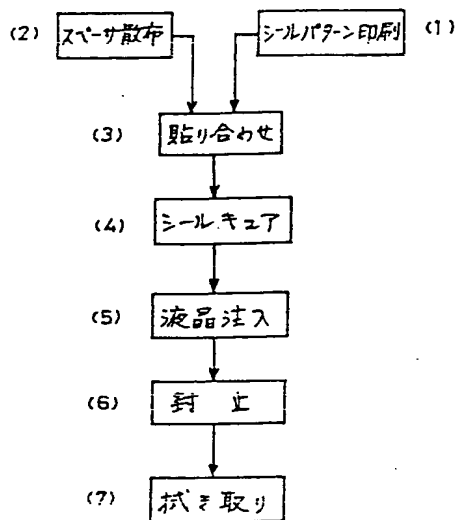 (2) スペーサ散布 シールパターン印刷 (1)
(3) 貼り合わせ
(4) シール.キュア
(5) 液晶注入
(6) 封止
(7) 拭き取り